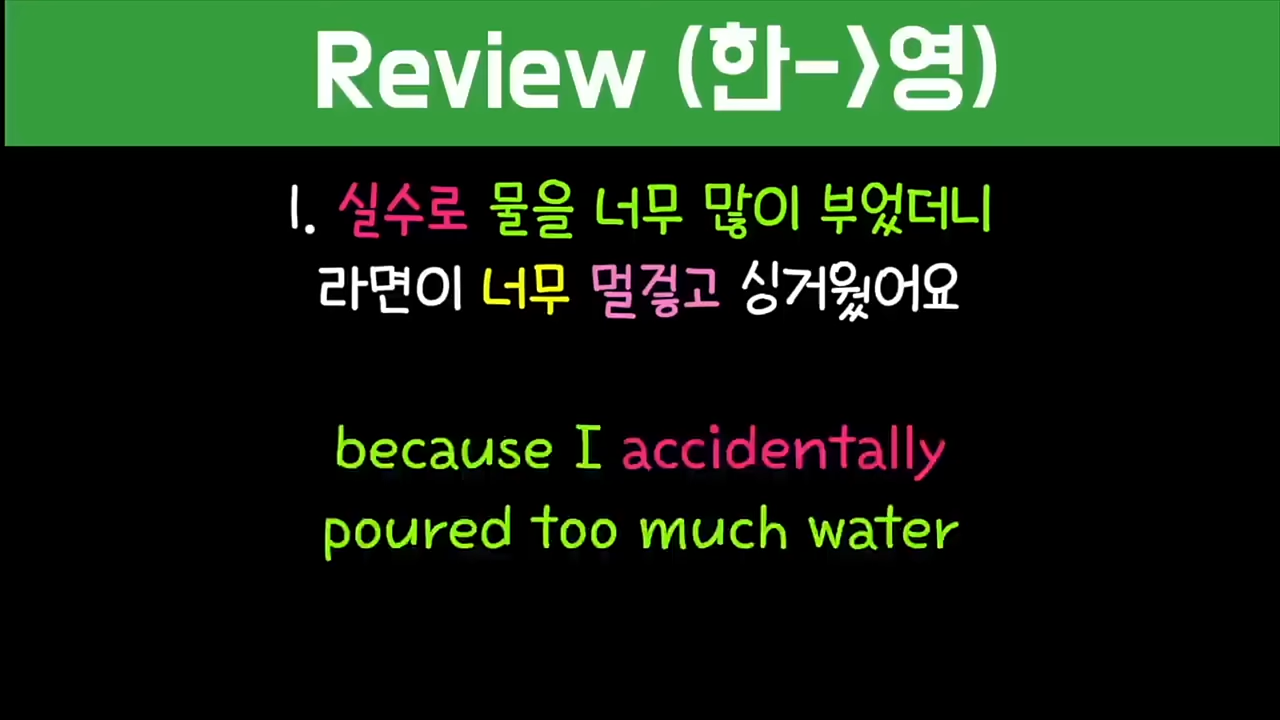 Review (한->영)
1. 실수로 물을 너무 많이 부었더니
라면이 너무 멀겋고 싱거웠어요
because I accidentally
poured too much water